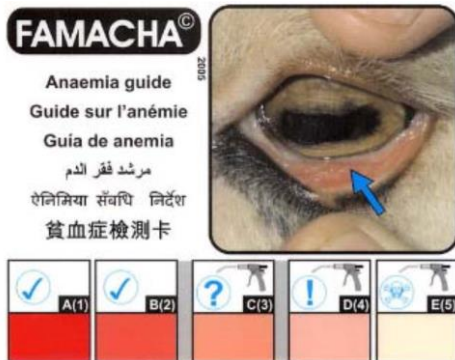 FAMACHA©
2005
Anaemia guide
Guide sur l'anémie
Guía de anemia
مرشد فقر الدم
ऐनिमिया सँबधि निर्देश
貧血症檢測卡
A(1) B(2) C(3) D(4) E(5)